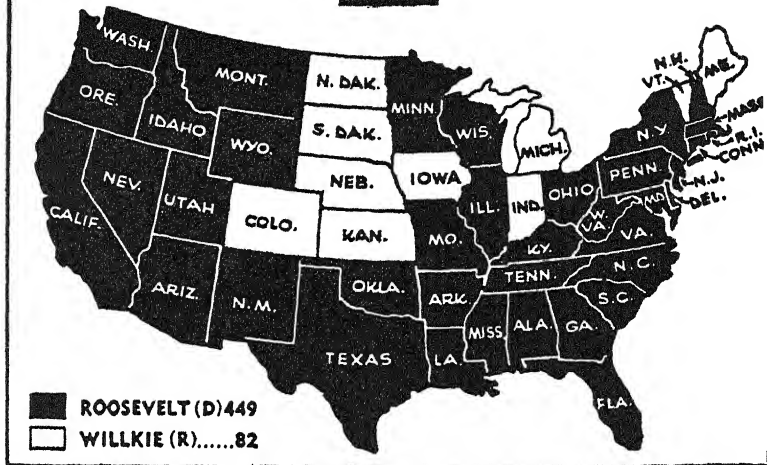 WASH.
MONT.
N. DAK.
MINN.
N.H.
VT.
ME.
ORE.
IDAHO
WYO.
S. DAK.
WIS.
MICH.
N.Y
MASS
R.I.
CONN
NEV.
UTAH
NEB.
IOWA
PENN.
N.J.
CALIF.
COLO.
KAN.
MO.
ILL.
IND.
OHIO
W.
VA.
MD.
DEL.
KY.
VA.
ARIZ.
N.M.
OKLA.
ARK.
TENN.
N.C.
S.C.
TEXAS
LA.
MISS.
ALA.
GA.
FLA.
ROOSEVELT (D) 449
WILLKIE (R)......82